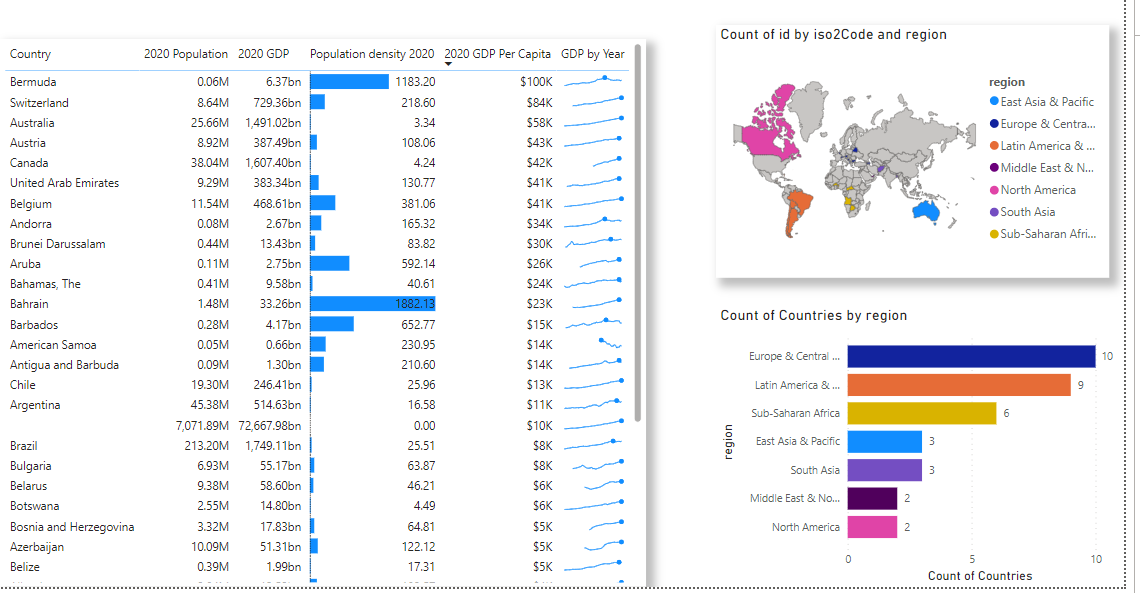 Country 2020 Population 2020 GDP Population density 2020 2020 GDP Per Capita GDP by Year
Bermuda 0.06M 6.37bn 1183.20 $100K
Switzerland 8.64M 729.36bn 218.60 $84K
Australia 25.66M 1,491.02bn 3.34 $58K
Austria 8.92M 387.49bn 108.06 $43K
Canada 38.04M 1,607.40bn 4.24 $42K
United Arab Emirates 9.29M 383.34bn 130.77 $41K
Belgium 11.54M 468.61bn 381.06 $41K
Andorra 0.08M 2.67bn 165.32 $34K
Brunei Darussalam 0.44M 13.43bn 83.82 $30K
Aruba 0.11M 2.75bn 592.14 $26K
Bahamas, The 0.41M 9.58bn 40.61 $24K
Bahrain 1.48M 33.26bn 1882.13 $23K
Barbados 0.28M 4.17bn 652.77 $15K
American Samoa 0.05M 0.66bn 230.95 $14K
Antigua and Barbuda 0.09M 1.30bn 210.60 $14K
Chile 19.30M 246.41bn 25.96 $13K
Argentina 45.38M 514.63bn 16.58 $11K
7,071.89M 72,667.98bn 0.00 $10K
Brazil 213.20M 1,749.11bn 25.51 $8K
Bulgaria 6.93M 55.17bn 63.87 $8K
Belarus 9.38M 58.60bn 46.21 $6K
Botswana 2.55M 14.80bn 4.49 $6K
Bosnia and Herzegovina 3.32M 17.83bn 64.81 $5K
Azerbaijan 10.09M 51.31bn 122.12 $5K
Belize 0.39M 1.99bn 17.31 $5K
Count of id by iso2Code and region
region
East Asia & Pacific
Europe & Centra...
Latin America & ...
Middle East & N...
North America
South Asia
Sub-Saharan Afri...
Count of Countries by region
region
Europe & Central ... 10
Latin America & ... 9
Sub-Saharan Africa 6
East Asia & Pacific 3
South Asia 3
Middle East & No... 2
North America 2
0 5 10
Count of Countries